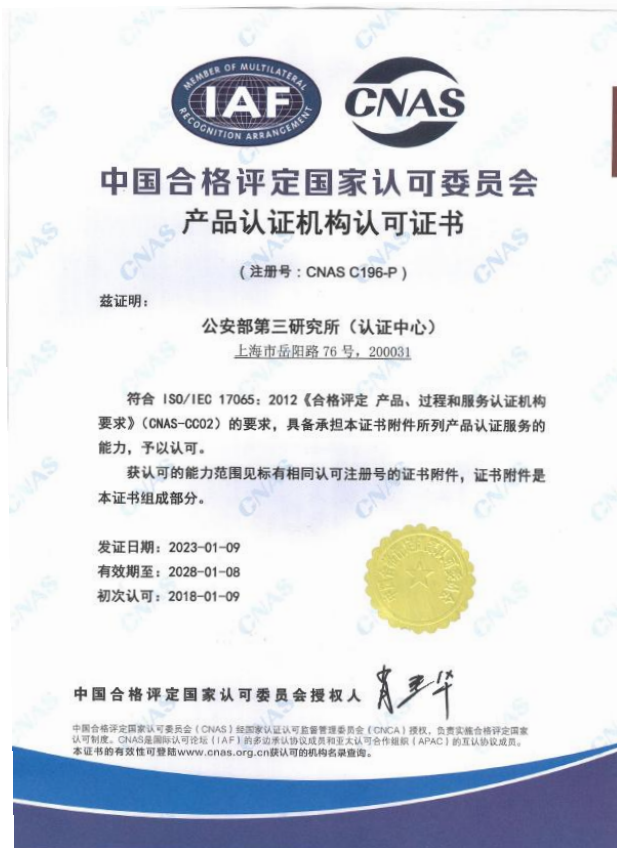 MEMBER OF MULTILATERAL
IAF
RECOGNITION ARRANGEMENT
CNAS
中国合格评定国家认可委员会
产品认证机构认可证书
(注册号：CNAS C196-P)
兹证明：
公安部第三研究所（认证中心）
上海市岳阳路 76 号，200031
符合 ISO/IEC 17065：2012《合格评定 产品、过程和服务认证机构
要求》（CNAS-CC02）的要求，具备承担本证书附件所列产品认证服务的
能力，予以认可。
获认可的能力范围见标有相同认可注册号的证书附件，证书附件是
本证书组成部分。
发证日期：2023-01-09
有效期至：2028-01-08
初次认可：2018-01-09
中国合格评定国家认可委员会授权人
中国合格评定国家认可委员会（CNAS）经国家认证认可监督管理委员会（CNCA）授权，负责实施合格评定国家
认可制度。CNAS是国际认可论坛（IAF）的多边承认协议成员和亚太认可合作组织（APAC）的互认协议成员。
本证书的有效性可登陆www.cnas.org.cn获认可的机构名录查询。